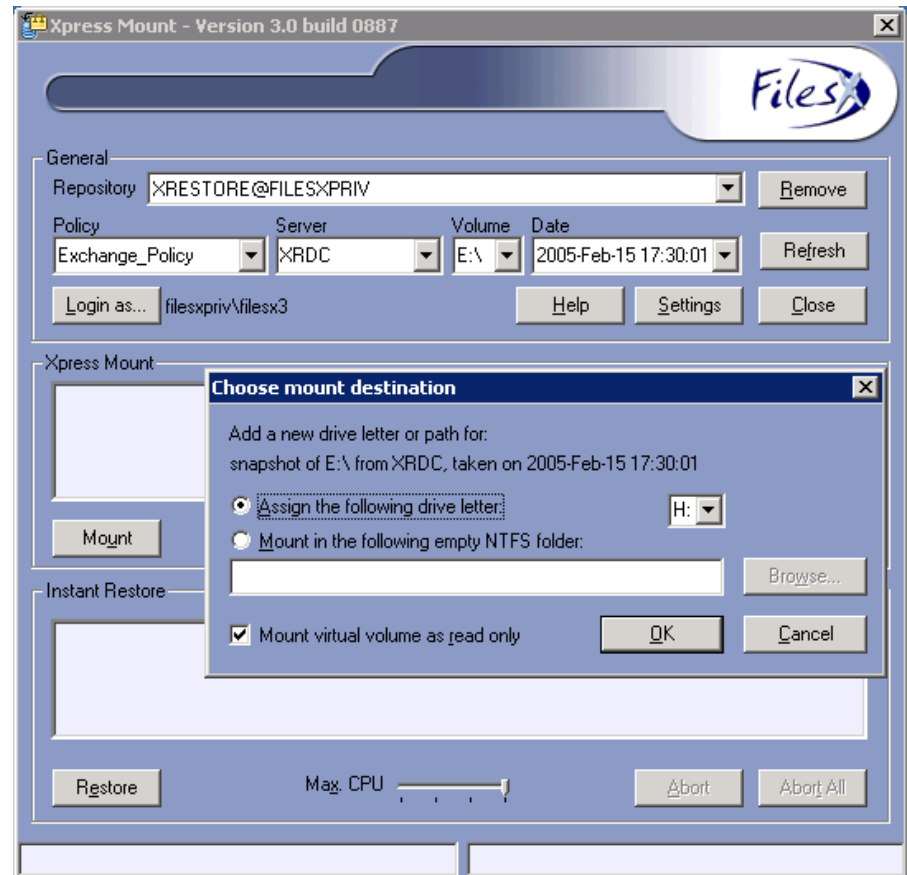 Xpress Mount - Version 3.0 build 0887
FilesX
General
Repository XRESTORE@FILESXPRIV Remove
Policy Server Volume Date
Exchange_Policy XRDC E:\ 2005-Feb-15 17:30:01 Refresh
Login as... filesxpriv\filesx3 Help Settings Close
Xpress Mount
Choose mount destination
Add a new drive letter or path for:
snapshot of E:\ from XRDC, taken on 2005-Feb-15 17:30:01
Assign the following drive letter: H:
Mount in the following empty NTFS folder:
Browse...
Mount virtual volume as read only OK Cancel
Mount
Instant Restore
Restore Max. CPU Abort Abort All